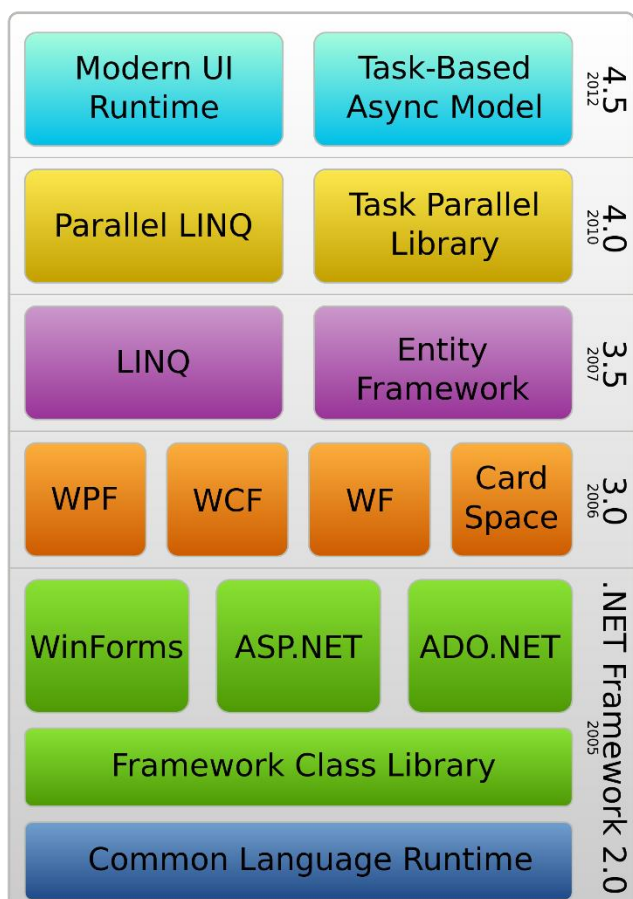 Modern UI
Runtime
Task-Based
Async Model
4.5
2012
Parallel LINQ
Task Parallel
Library
4.0
2010
LINQ
Entity
Framework
3.5
2007
WPF
WCF
WF
Card
Space
3.0
2006
WinForms
ASP.NET
ADO.NET
Framework Class Library
Common Language Runtime
.NET Framework 2.0
2005